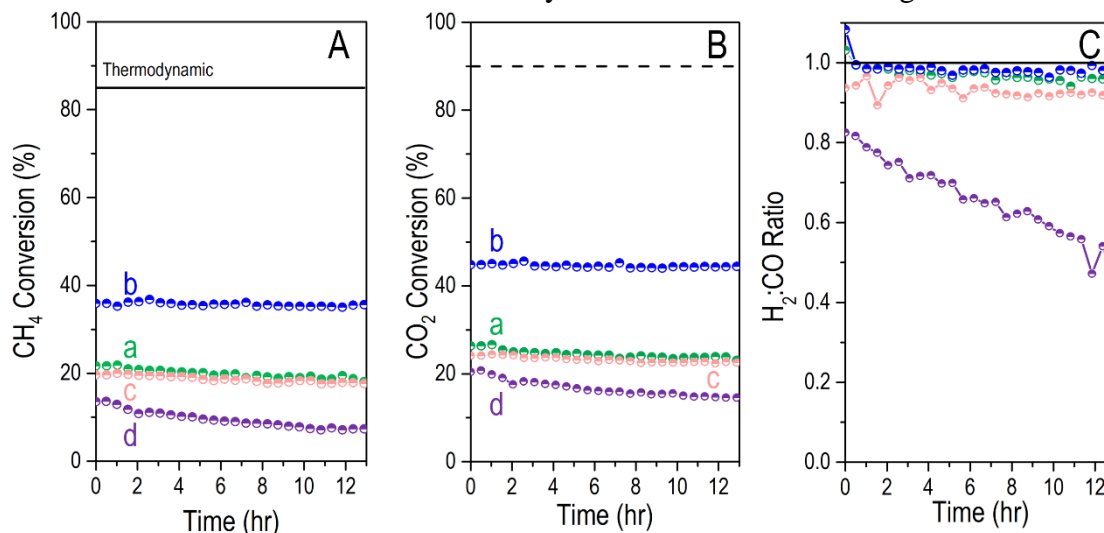 A
Thermodynamic
CH4 Conversion (%)
100
80
60
40
20
0
b
a
c
d
0 2 4 6 8 10 12
Time (hr)
B
CO2 Conversion (%)
100
80
60
40
20
0
b
a
c
d
0 2 4 6 8 10 12
Time (hr)
C
H2:CO Ratio
1.0
0.8
0.6
0.4
0.2
0.0
0 2 4 6 8 10 12
Time (hr)